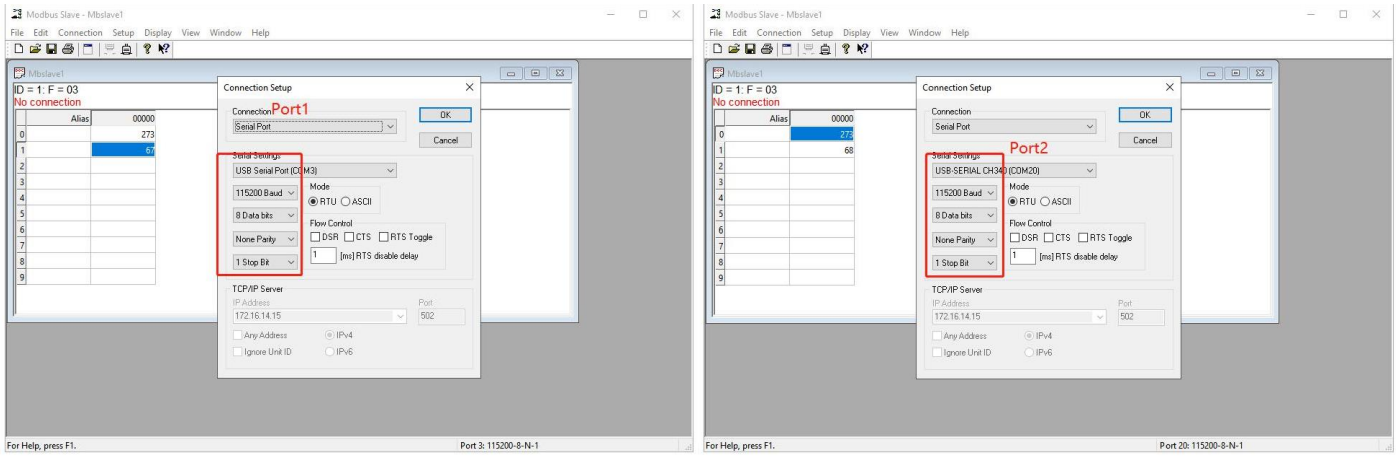 Modbus Slave - Mbslave1
File Edit Connection Setup Display View Window Help
Mbslave1
ID = 1: F = 03
No connection
Alias 00000
0 273
1 67
2
3
4
5
6
7
8
9
Connection Setup
Connection
Port1
Serial Port
OK
Cancel
Serial Settings
USB Serial Port (COM3)
115200 Baud
Mode
RTU ASCII
8 Data bits
Flow Control
None Parity
DSR CTS RTS Toggle
1 Stop Bit
1 [ms] RTS disable delay
TCP/IP Server
IP Address Port
172.16.14.15 502
Any Address IPv4
Ignore Unit ID IPv6
For Help, press F1. Port 3: 115200-8-N-1
Modbus Slave - Mbslave1
File Edit Connection Setup Display View Window Help
Mbslave1
ID = 1: F = 03
No connection
Alias 00000
0 273
1 68
2
3
4
5
6
7
8
9
Connection Setup
Connection
Serial Port
OK
Cancel
Port2
Serial Settings
USB-SERIAL CH340 (COM20)
115200 Baud
Mode
RTU ASCII
8 Data bits
Flow Control
None Parity
DSR CTS RTS Toggle
1 Stop Bit
1 [ms] RTS disable delay
TCP/IP Server
IP Address Port
172.16.14.15 502
Any Address IPv4
Ignore Unit ID IPv6
For Help, press F1. Port 20: 115200-8-N-1